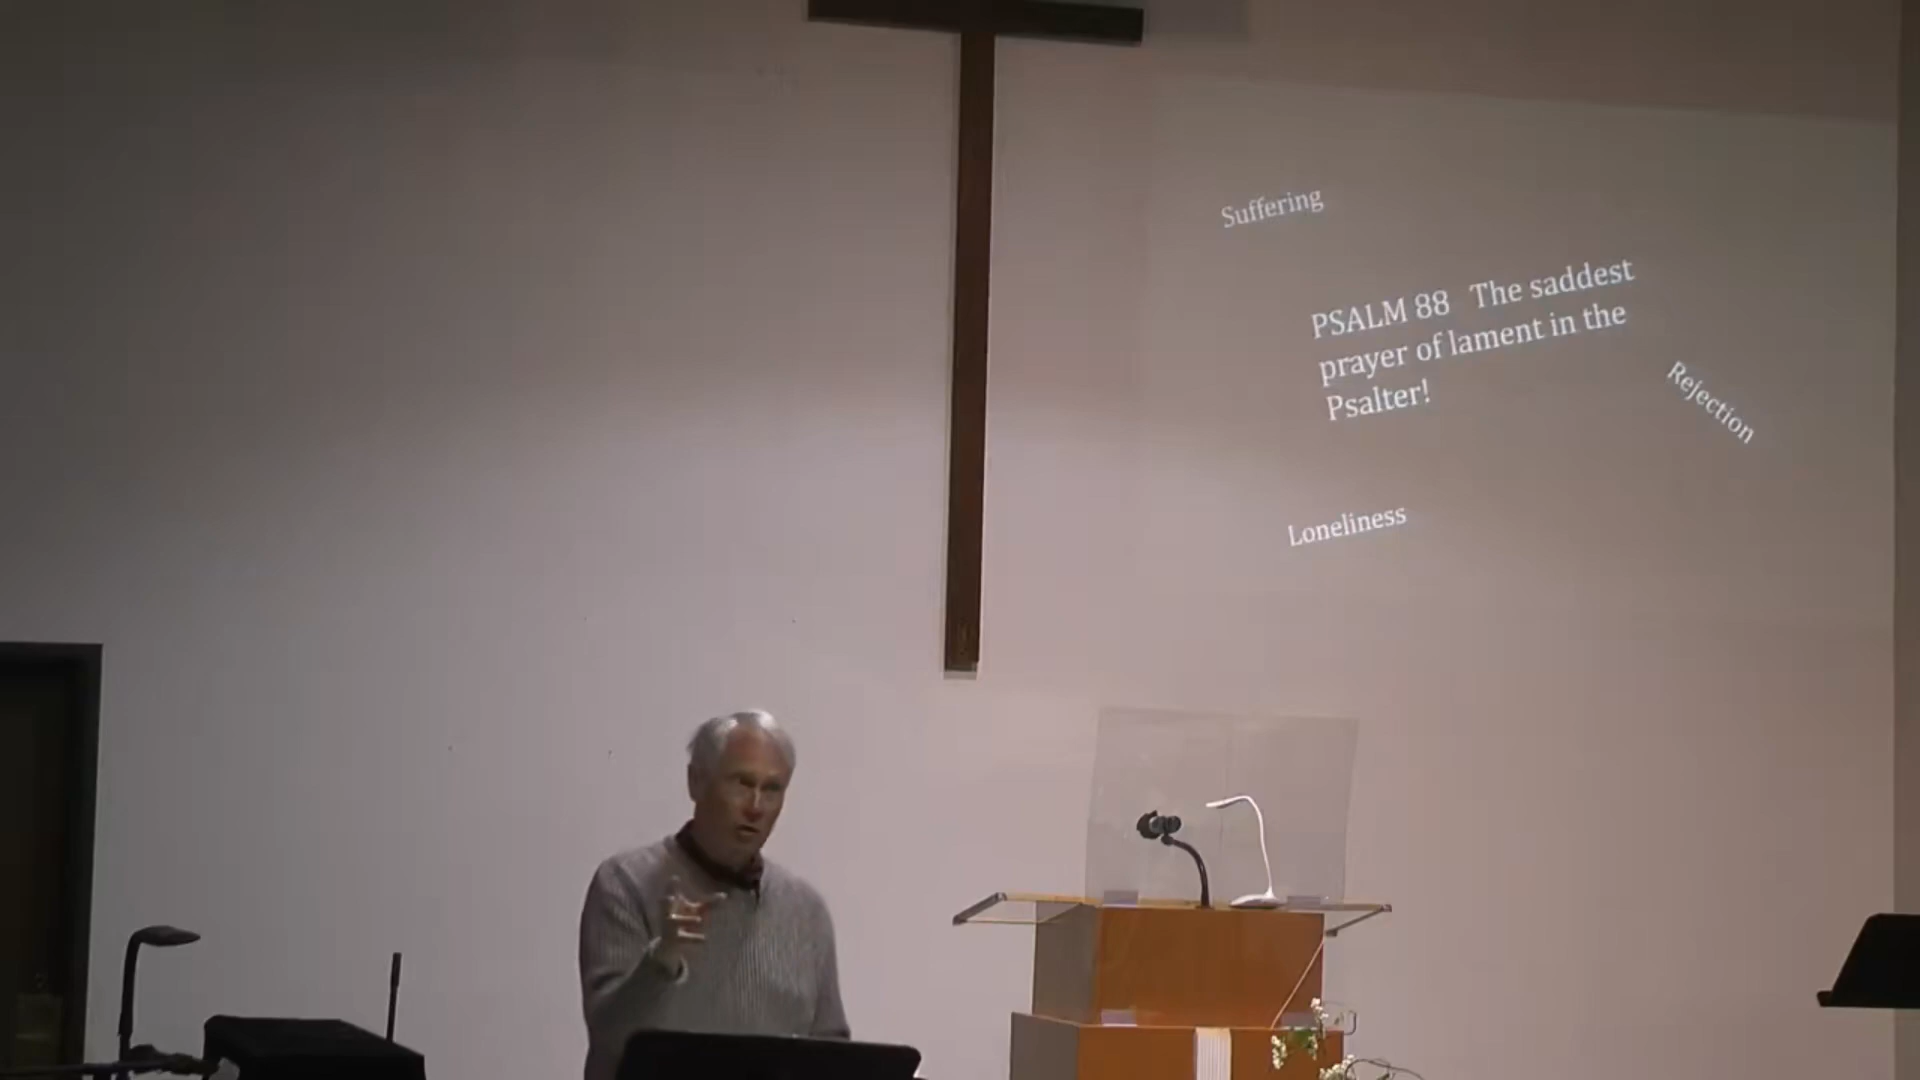 Suffering
PSALM 88 The saddest
prayer of lament in the
Psalter!
Rejection
Loneliness